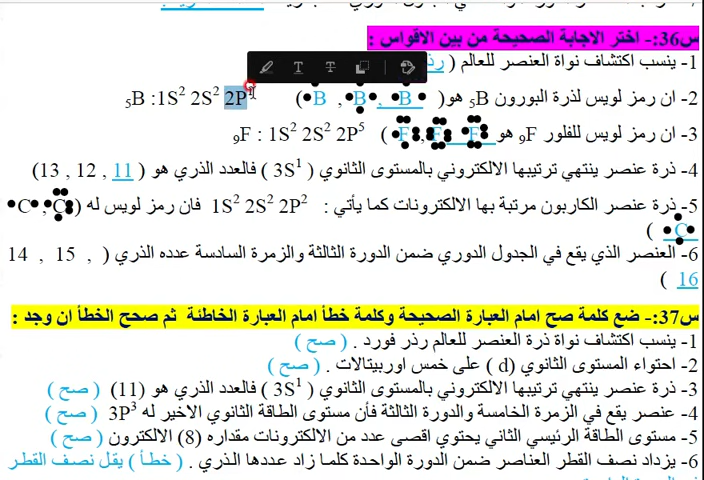 س36:- اختر الاجابة الصحيحة من بين الاقواس :
1- ينسب اكتشاف نواة العنصر للعالم ( رذ
2- ان رمز لويس لذرة البورون ₅B هو( B , B , B ) ₅B :1S² 2S² 2P¹
3- ان رمز لويس للفلور ₉F هو F , F , F ) ₉F : 1S² 2S² 2P⁵ )
4- ذرة عنصر ينتهي ترتيبها الالكتروني بالمستوى الثانوي ( 3S¹ ) فالعدد الذري هو ( 11 , 12 , 13)
5- ذرة عنصر الكاربون مرتبة بها الالكترونات كما يأتي : 1S² 2S² 2P² فان رمز لويس له ( C , C ,
C )
6- العنصر الذي يقع في الجدول الدوري ضمن الدورة الثالثة والزمرة السادسة عدده الذري ( , 15 , 14
16 )
س37:- ضع كلمة صح امام العبارة الصحيحة وكلمة خطأ امام العبارة الخاطئة ثم صحح الخطأ ان وجد :
1- ينسب اكتشاف نواة ذرة العنصر للعالم رذر فورد . ( صح )
2- احتواء المستوى الثانوي (d ) على خمس اوربيتالات . ( صح )
3- ذرة عنصر ينتهي ترتيبها الالكتروني بالمستوى الثانوي ( 3S¹ ) فالعدد الذري هو (11) ( صح )
4- عنصر يقع في الزمرة الخامسة والدورة الثالثة فأن مستوى الطاقة الثانوي الاخير له 3P³ ( صح )
5- مستوى الطاقة الرئيسي الثاني يحتوي اقصى عدد من الالكترونات مقداره (8) الالكترون ( صح )
6- يزداد نصف القطر العناصر ضمن الدورة الواحدة كلما زاد عددها الذري . ( خطأ ) يقل نصف القطر